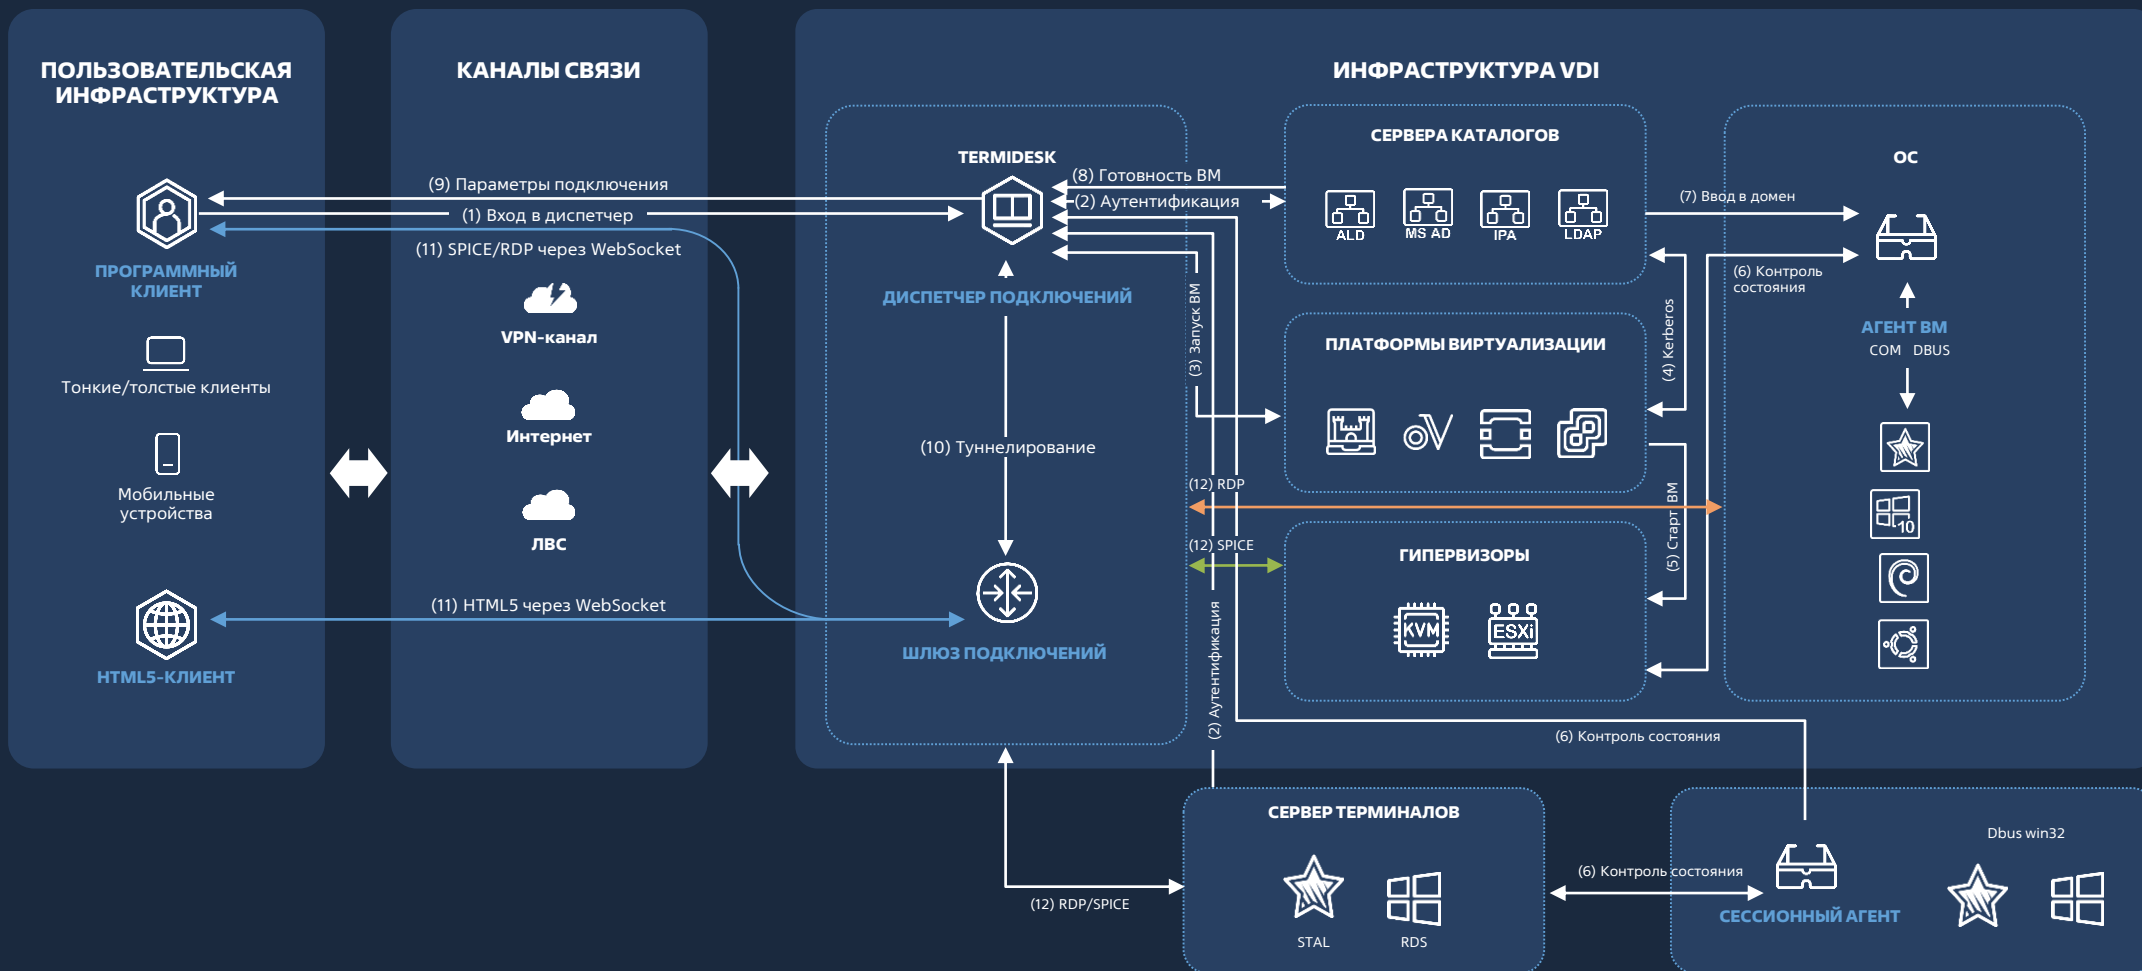 ПОЛЬЗОВАТЕЛЬСКАЯ
ИНФРАСТРУКТУРА
ПРОГРАММНЫЙ
КЛИЕНТ
Тонкие/толстые клиенты
Мобильные
устройства
HTML5-КЛИЕНТ
КАНАЛЫ СВЯЗИ
(9) Параметры подключения
(1) Вход в диспетчер
(11) SPICE/RDP через WebSocket
VPN-канал
Интернет
ЛВС
(11) HTML5 через WebSocket
ИНФРАСТРУКТУРА VDI
TERMIDESK
ДИСПЕТЧЕР ПОДКЛЮЧЕНИЙ
(10) Туннелирование
ШЛЮЗ ПОДКЛЮЧЕНИЙ
(8) Готовность ВМ
(2) Аутентификация
(3) Запуск ВМ
(12) RDP
(12) SPICE
(2) Аутентификация
СЕРВЕРА КАТАЛОГОВ
ALD
MS AD
IPA
LDAP
ПЛАТФОРМЫ ВИРТУАЛИЗАЦИИ
oV
ГИПЕРВИЗОРЫ
KVM
ESXi
(7) Ввод в домен
(4) Kerberos
(6) Контроль
состояния
(5) Старт ВМ
ОС
АГЕНТ ВМ
COM DBUS
10
(6) Контроль состояния
(12) RDP/SPICE
СЕРВЕР ТЕРМИНАЛОВ
STAL
RDS
(6) Контроль состояния
Dbus win32
СЕССИОННЫЙ АГЕНТ